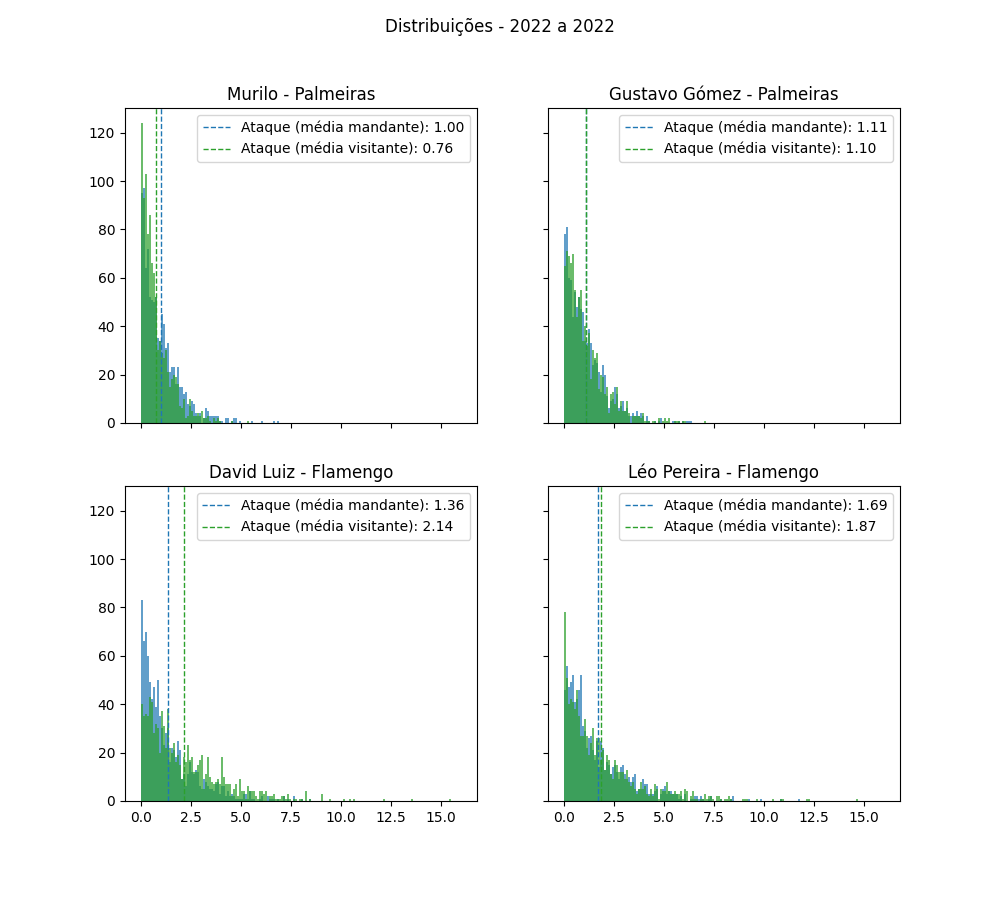 Distribuições - 2022 a 2022
Murilo - Palmeiras
Ataque (média mandante): 1.00
Ataque (média visitante): 0.76
120
100
80
60
40
20
0
Gustavo Gómez - Palmeiras
Ataque (média mandante): 1.11
Ataque (média visitante): 1.10
David Luiz - Flamengo
Ataque (média mandante): 1.36
Ataque (média visitante): 2.14
120
100
80
60
40
20
0
0.0 2.5 5.0 7.5 10.0 12.5 15.0
Léo Pereira - Flamengo
Ataque (média mandante): 1.69
Ataque (média visitante): 1.87
0.0 2.5 5.0 7.5 10.0 12.5 15.0